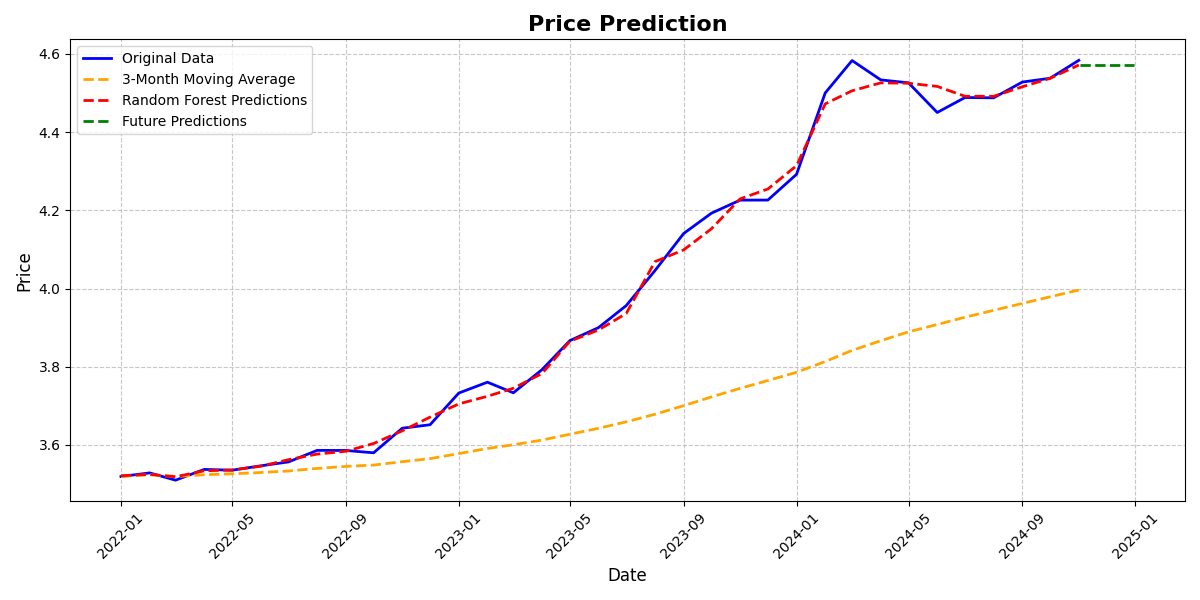 Price Prediction
Original Data
3-Month Moving Average
Random Forest Predictions
Future Predictions
Price
4.6
4.4
4.2
4.0
3.8
3.6
2022-01
2022-05
2022-09
2023-01
2023-05
2023-09
2024-01
2024-05
2024-09
2025-01
Date